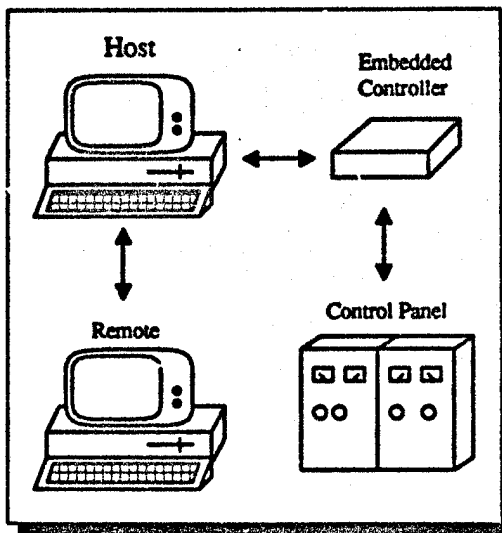 Host
Embedded
Controller
Remote
Control Panel